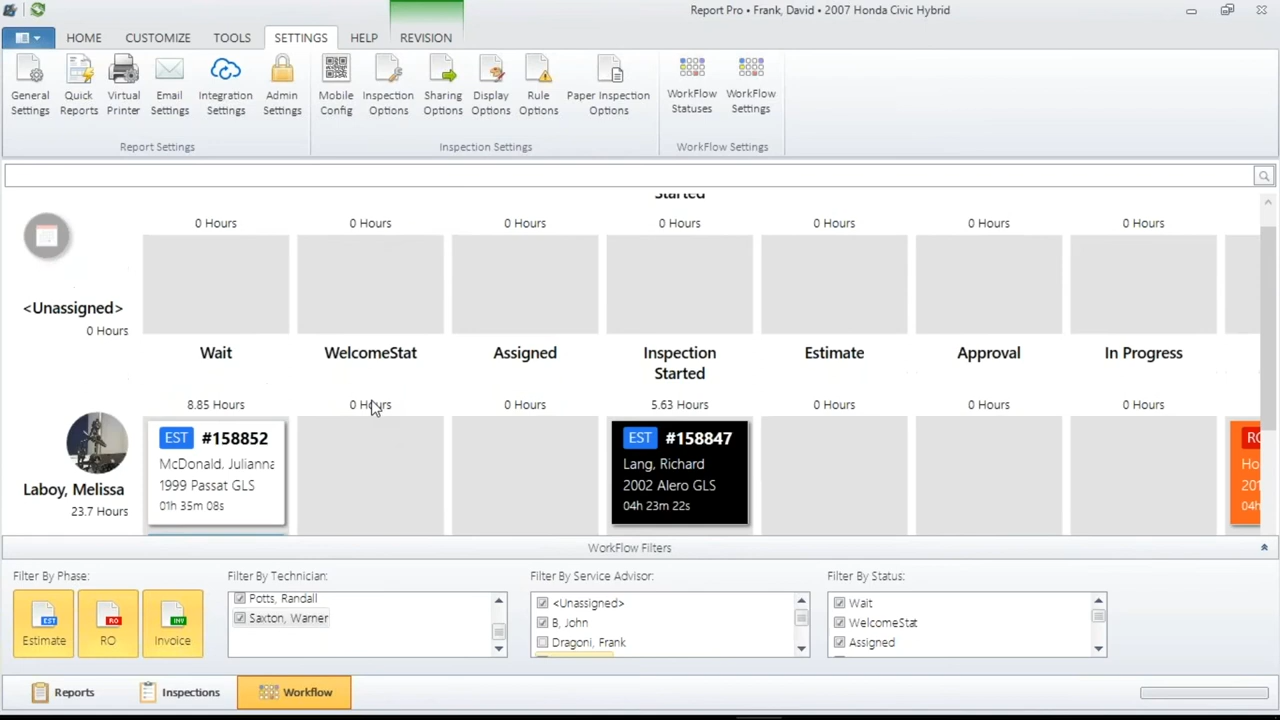 Report Pro • Frank, David • 2007 Honda Civic Hybrid
HOME CUSTOMIZE TOOLS SETTINGS HELP REVISION
General Settings
Quick Reports
Virtual Printer
Email Settings
Integration Settings
Admin Settings
Mobile Config
Inspection Options
Sharing Options
Display Options
Rule Options
Paper Inspection Options
WorkFlow Statuses
WorkFlow Settings
Report Settings
Inspection Settings
WorkFlow Settings
Started
0 Hours 0 Hours 0 Hours 0 Hours 0 Hours 0 Hours 0 Hours
<Unassigned>
0 Hours
Wait WelcomeStat Assigned Inspection Started Estimate Approval In Progress
8.85 Hours 0 Hours 0 Hours 5.63 Hours 0 Hours 0 Hours 0 Hours
Laboy, Melissa
23.7 Hours
EST #158852
McDonald, Julianna
1999 Passat GLS
01h 35m 08s
EST #158847
Lang, Richard
2002 Alero GLS
04h 23m 22s
WorkFlow Filters
Filter By Phase:
Estimate RO Invoice
EST RO INV
Filter By Technician:
Potts, Randall
Saxton, Warner
Filter By Service Advisor:
<Unassigned>
B, John
Dragoni, Frank
Filter By Status:
Wait
WelcomeStat
Assigned
Reports Inspections Workflow